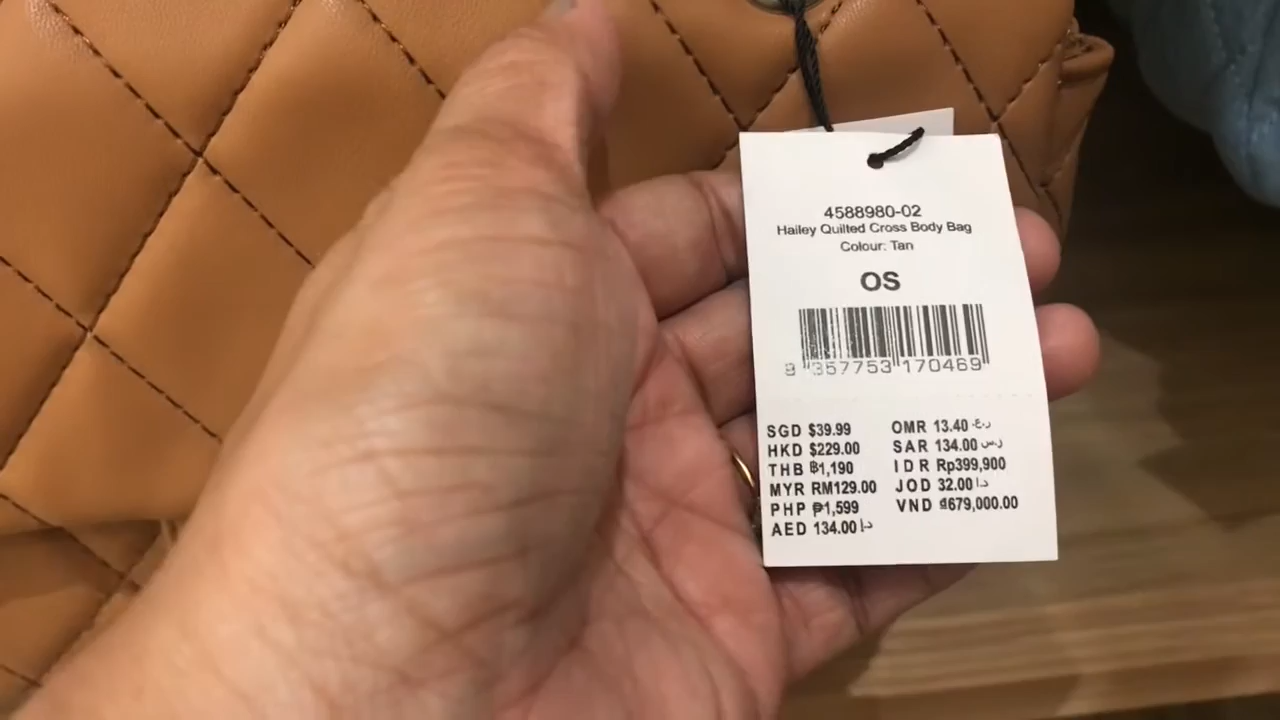 4588980-02
Hailey Quilted Cross Body Bag
Colour: Tan
OS
9 357753 170469
SGD $39.99
HKD $229.00
THB ฿1,190
MYR RM129.00
PHP ₱1,599
AED 134.00 د.إ
OMR 13.40 ر.ع.
SAR 134.00 ر.س
IDR Rp399,900
JOD 32.00 د.ا
VND ₫679,000.00